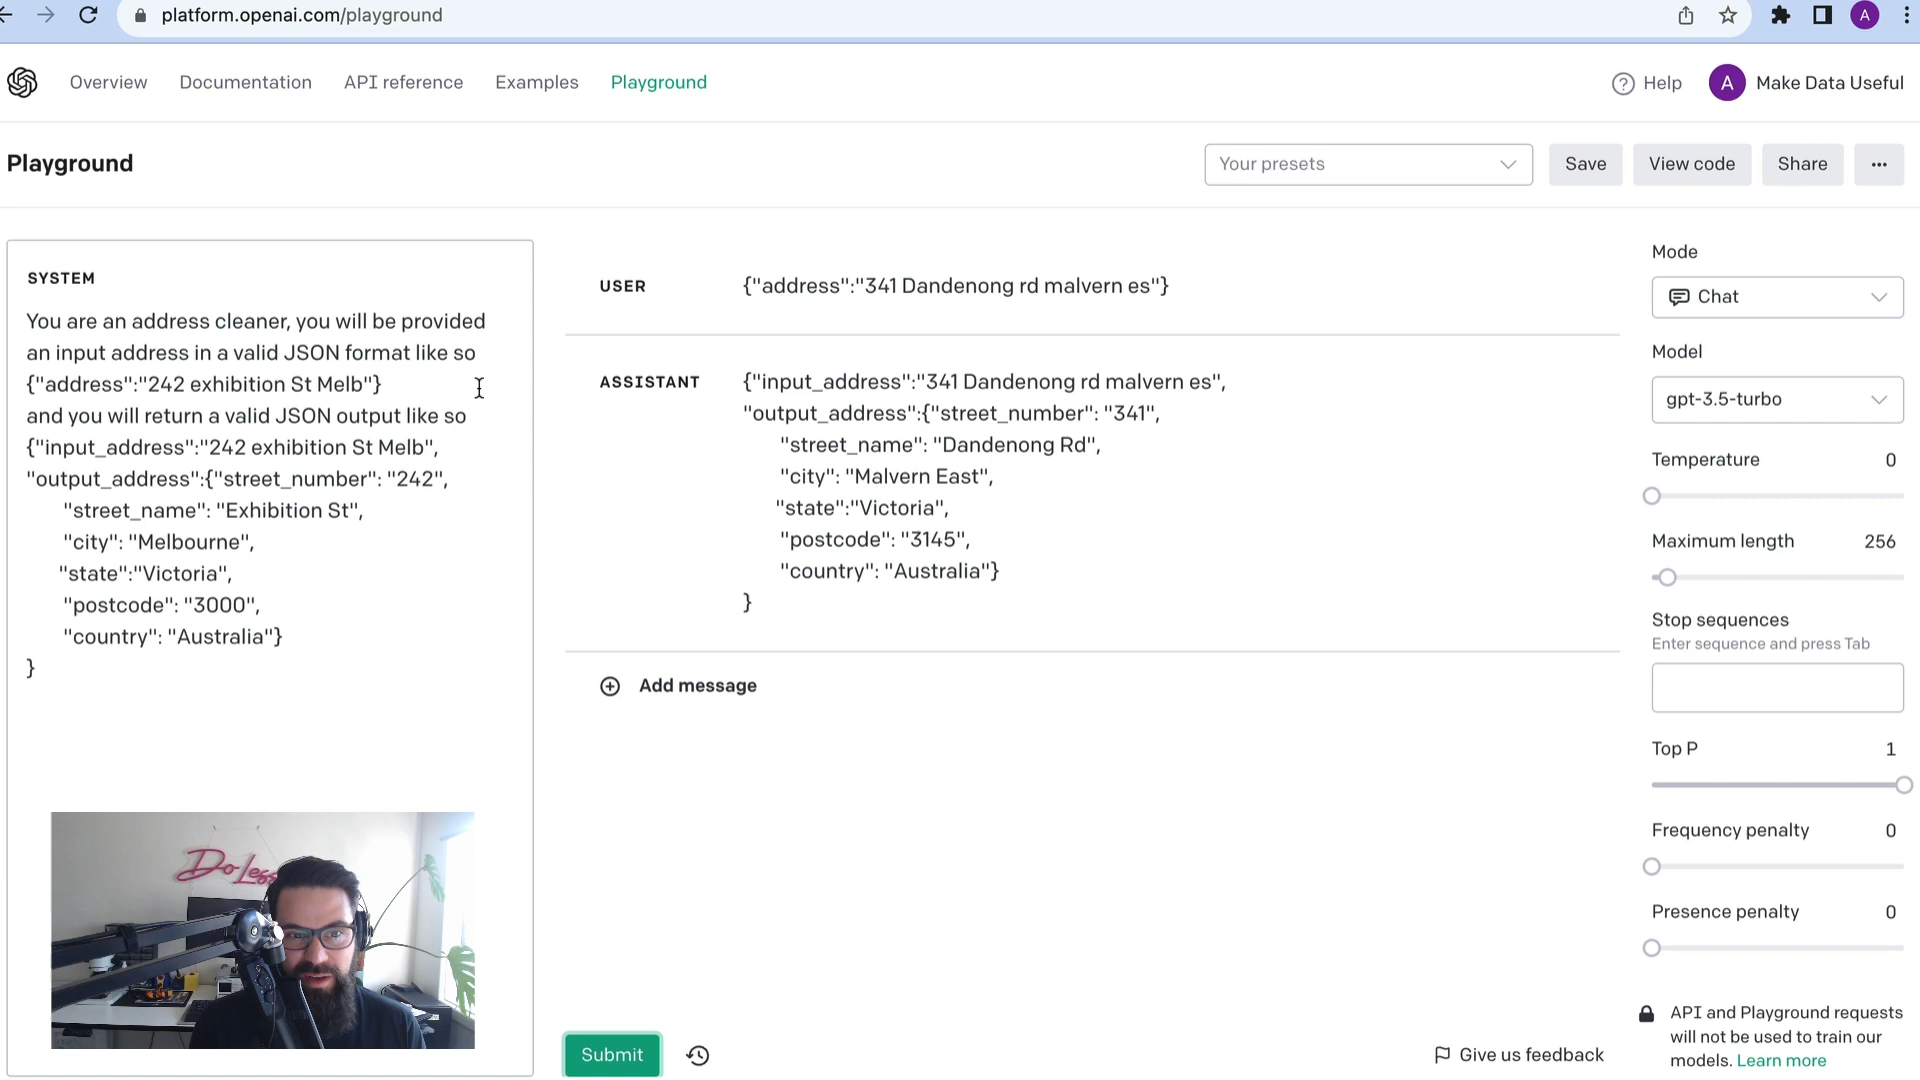 platform.openai.com/playground
A
Overview
Documentation
API reference
Examples
Playground
Help
A
Make Data Useful
Playground
Your presets
Save
View code
Share
...
SYSTEM
You are an address cleaner, you will be provided
an input address in a valid JSON format like so
{"address":"242 exhibition St Melb"}
and you will return a valid JSON output like so
{"input_address":"242 exhibition St Melb",
"output_address":{"street_number": "242",
"street_name": "Exhibition St",
"city": "Melbourne",
"state":"Victoria",
"postcode": "3000",
"country": "Australia"}
}
Do Less
USER
{"address":"341 Dandenong rd malvern es"}
ASSISTANT
{"input_address":"341 Dandenong rd malvern es",
"output_address":{"street_number": "341",
"street_name": "Dandenong Rd",
"city": "Malvern East",
"state":"Victoria",
"postcode": "3145",
"country": "Australia"}
}
Add message
Submit
Give us feedback
Mode
Chat
Model
gpt-3.5-turbo
Temperature 0
Maximum length 256
Stop sequences
Enter sequence and press Tab
Top P 1
Frequency penalty 0
Presence penalty 0
API and Playground requests
will not be used to train our
models. Learn more